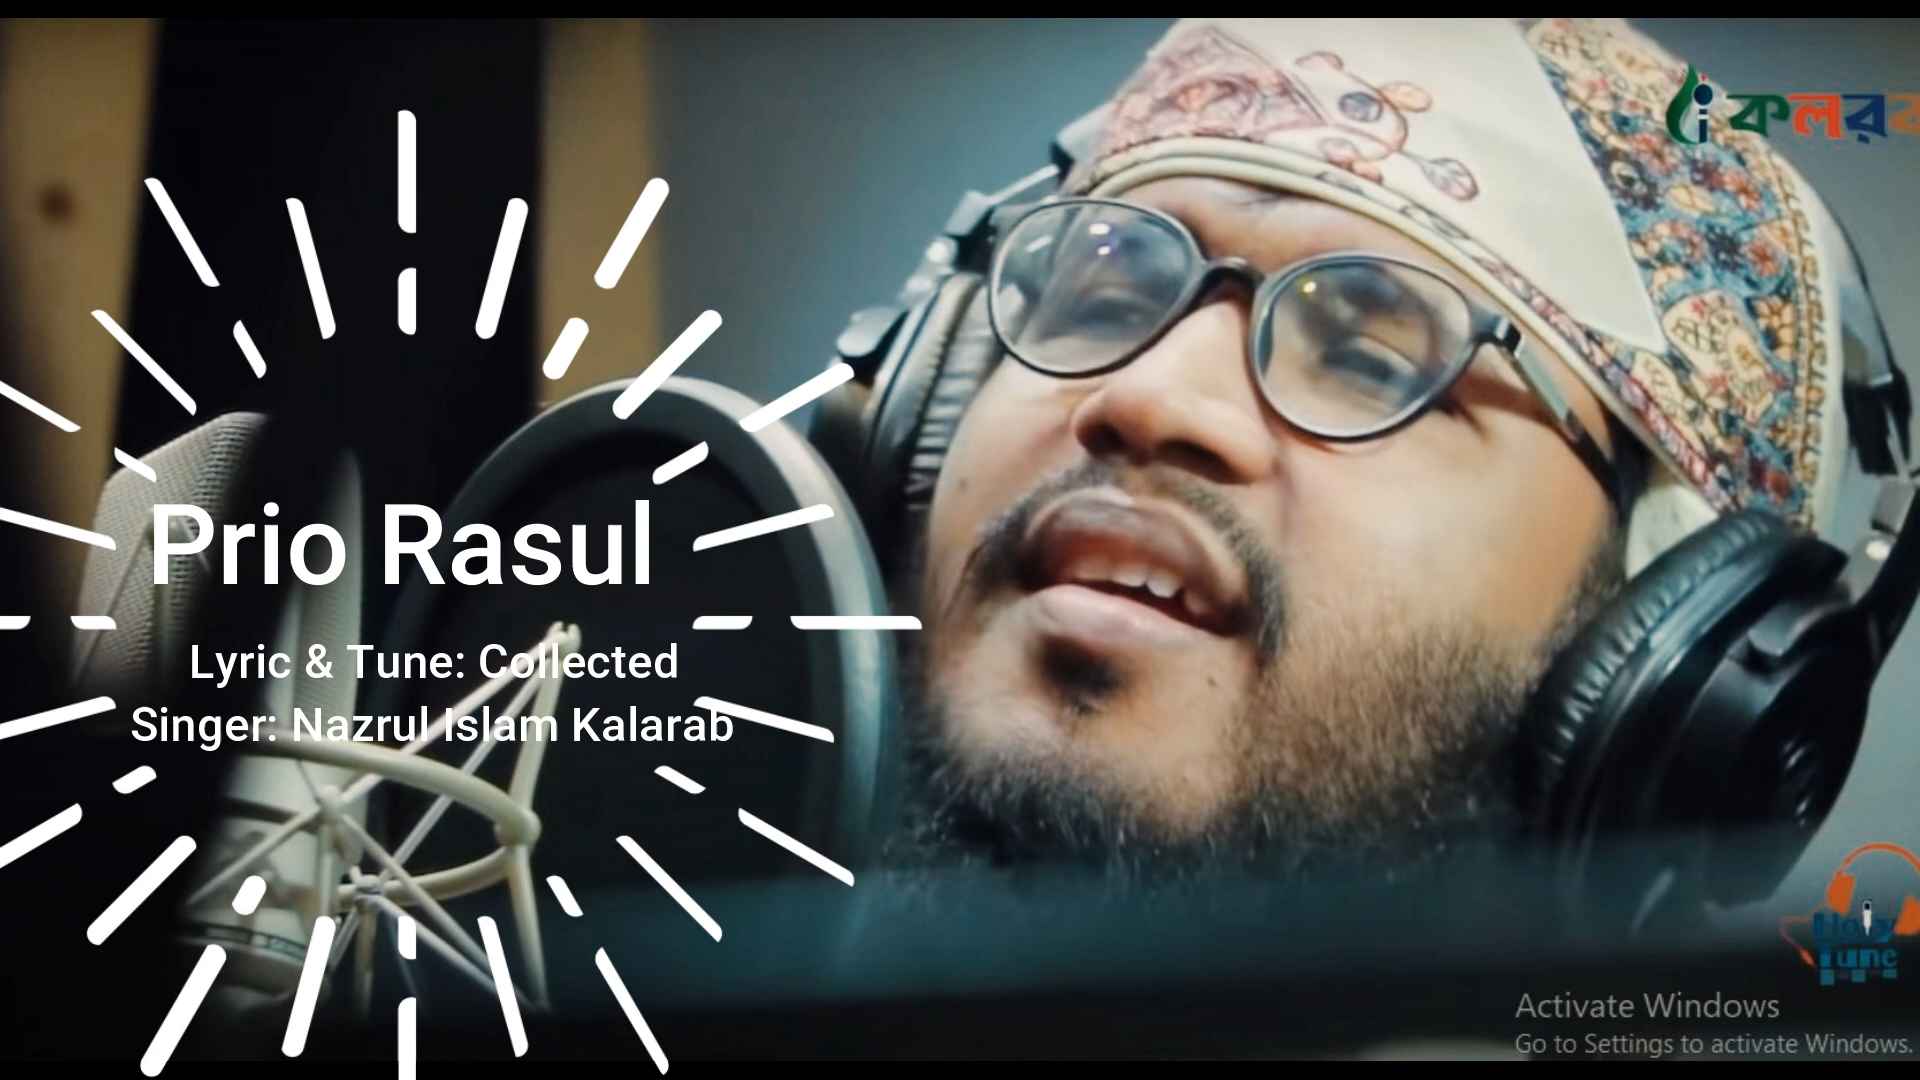 কলরব
Prio Rasul
Lyric & Tune: Collected
Singer: Nazrul Islam Kalarab
Holy
Tune
Activate Windows
Go to Settings to activate Windows.